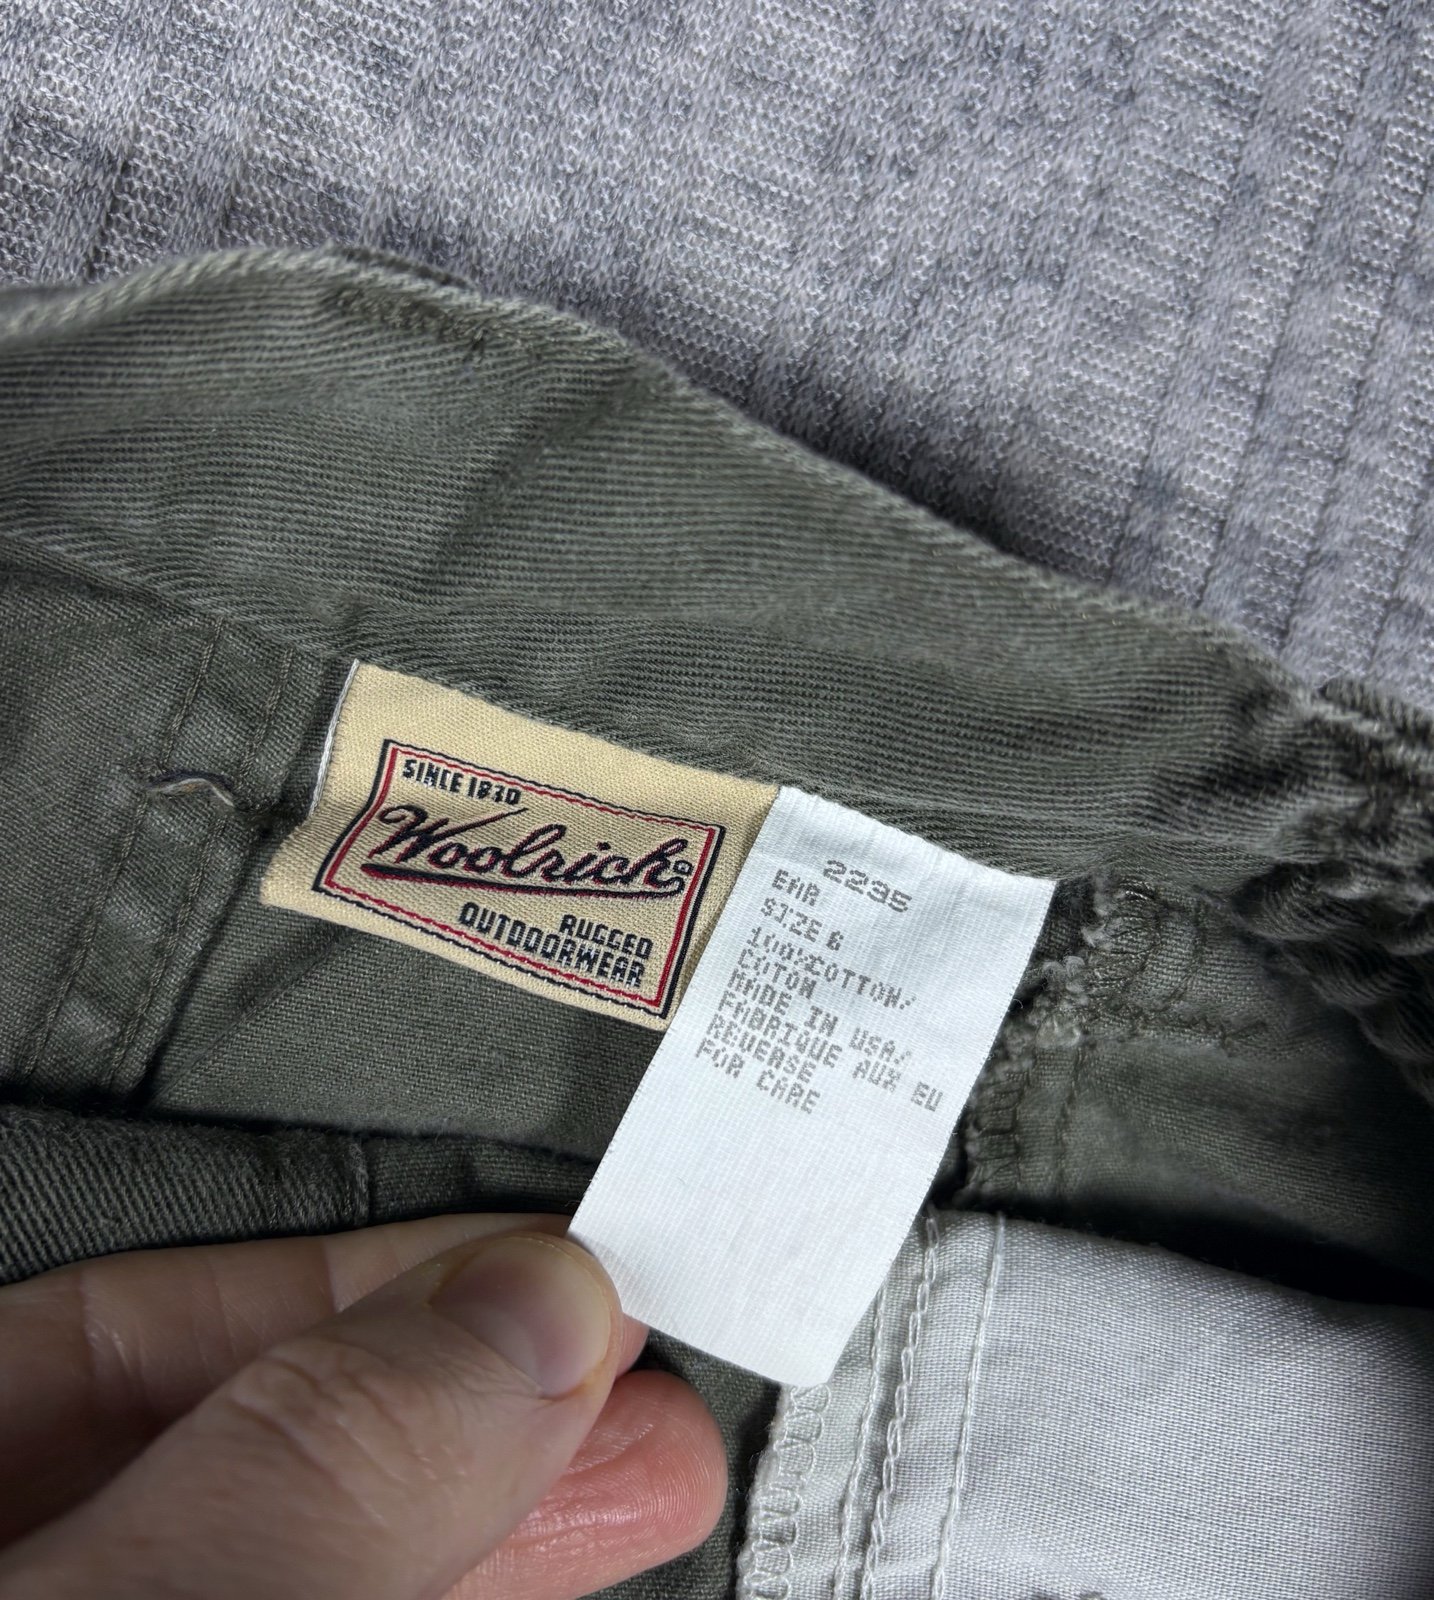 SINCE 1830
Woolrich
RUGGED
OUTDOORWEAR
2235
EAR
SIZE 6
100%COTTON/
COTON
MADE IN USA/
FABRIQUE AUX EU
REVERSE
FOR CARE